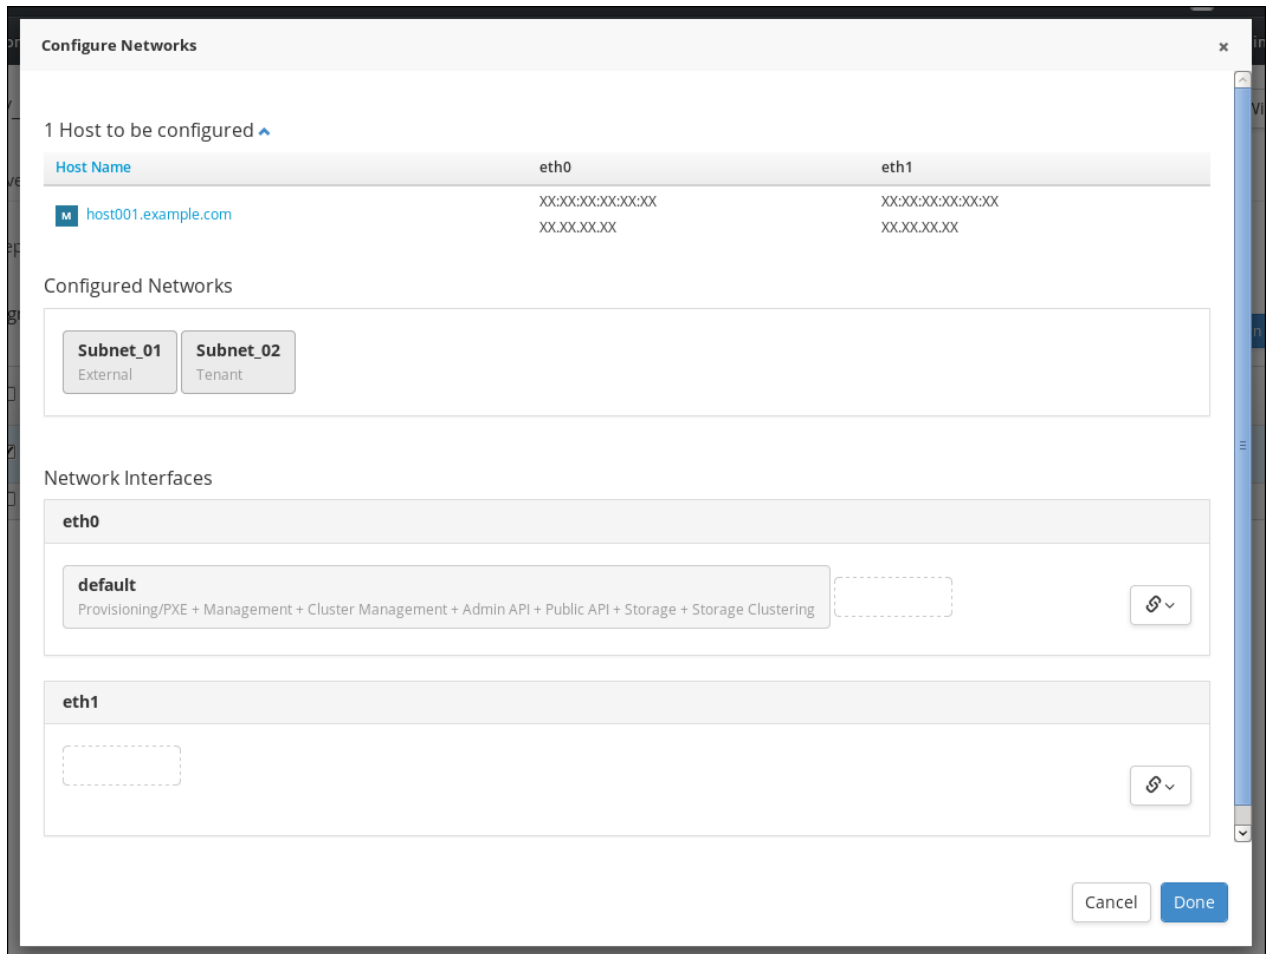 Configure Networks
×
1 Host to be configured
Host Name eth0 eth1
M host001.example.com
XX:XX:XX:XX:XX:XX XX:XX:XX:XX:XX:XX
XX.XX.XX.XX XX.XX.XX.XX
Configured Networks
Subnet_01 Subnet_02
External Tenant
Network Interfaces
eth0
default
Provisioning/PXE + Management + Cluster Management + Admin API + Public API + Storage + Storage Clustering
eth1
Cancel Done